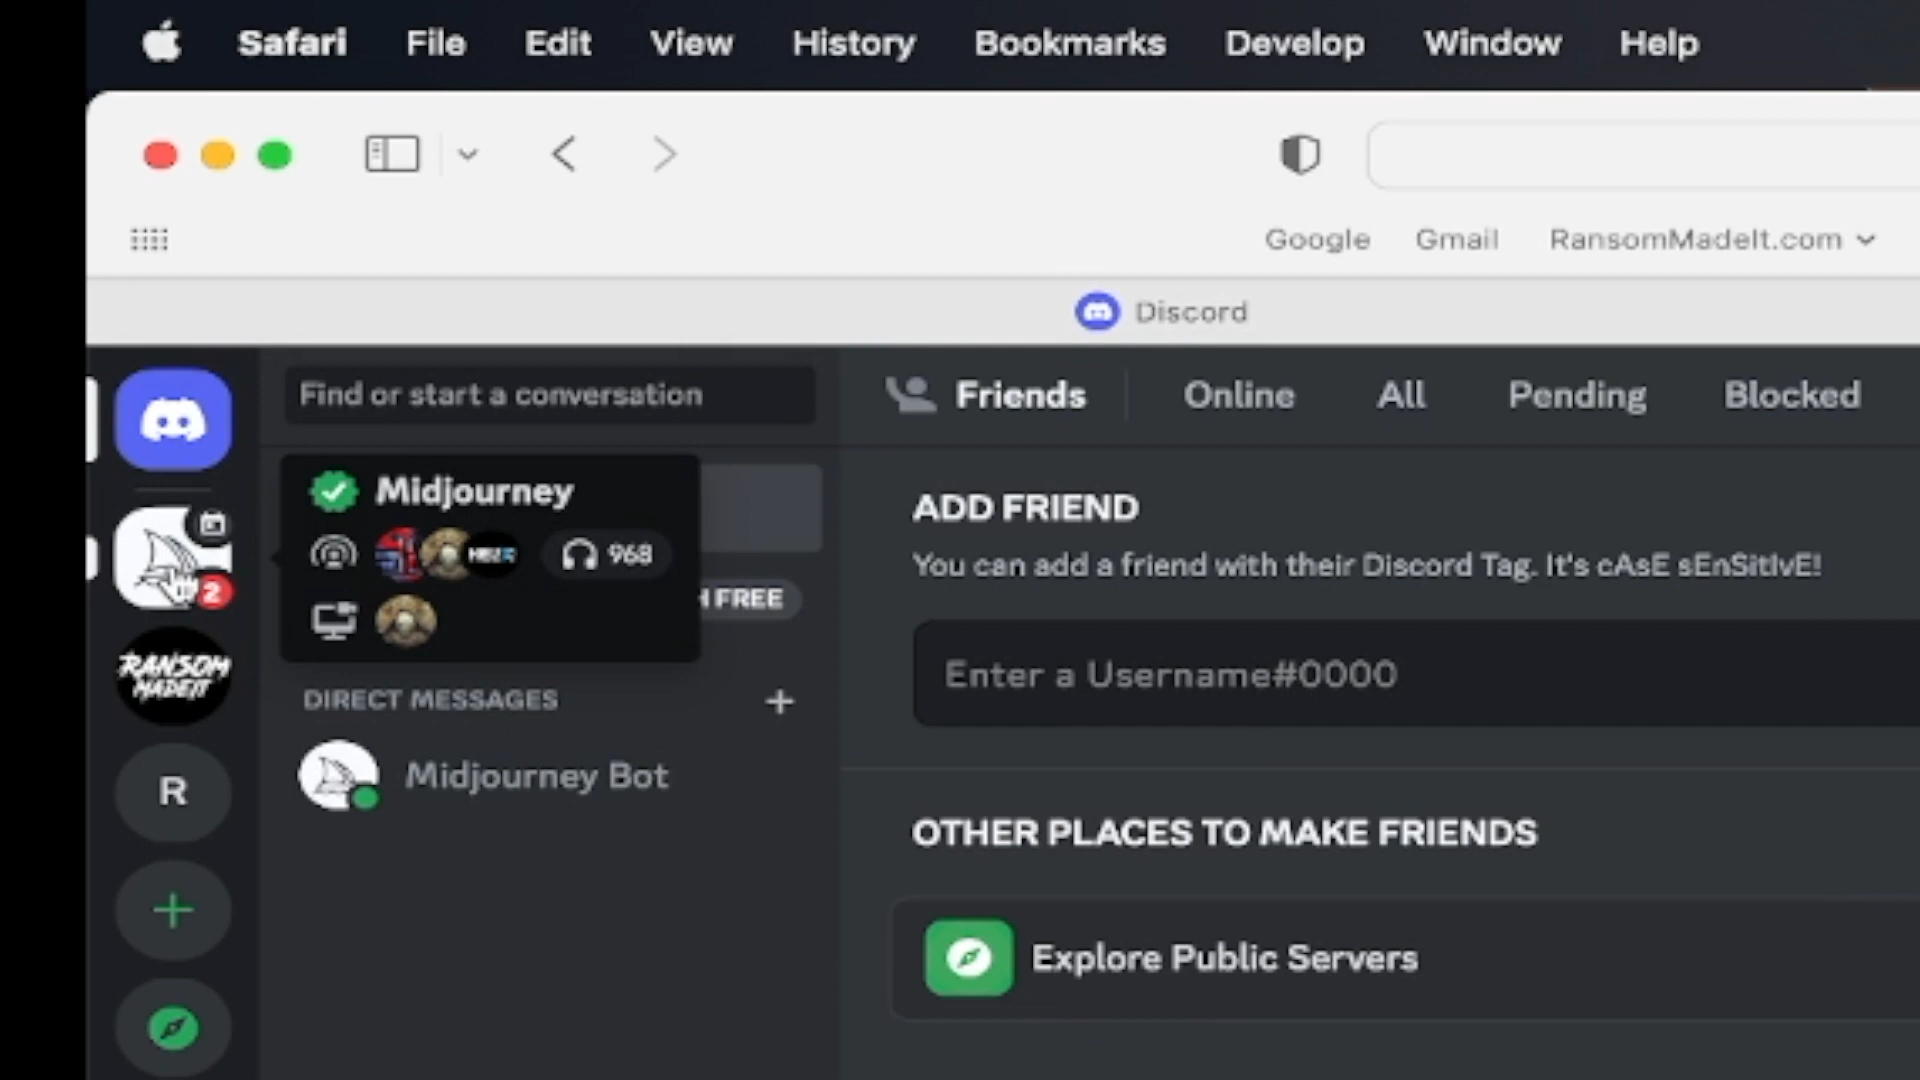 Safari File Edit View History Bookmarks Develop Window Help
Google Gmail RansomMadeIt.com
Discord
Find or start a conversation
Friends Online All Pending Blocked
Midjourney
968
2
FREE
ADD FRIEND
You can add a friend with their Discord Tag. It's cAsE sEnSitIvE!
RANSOM
MADEIT
Enter a Username#0000
DIRECT MESSAGES
Midjourney Bot
R
OTHER PLACES TO MAKE FRIENDS
Explore Public Servers